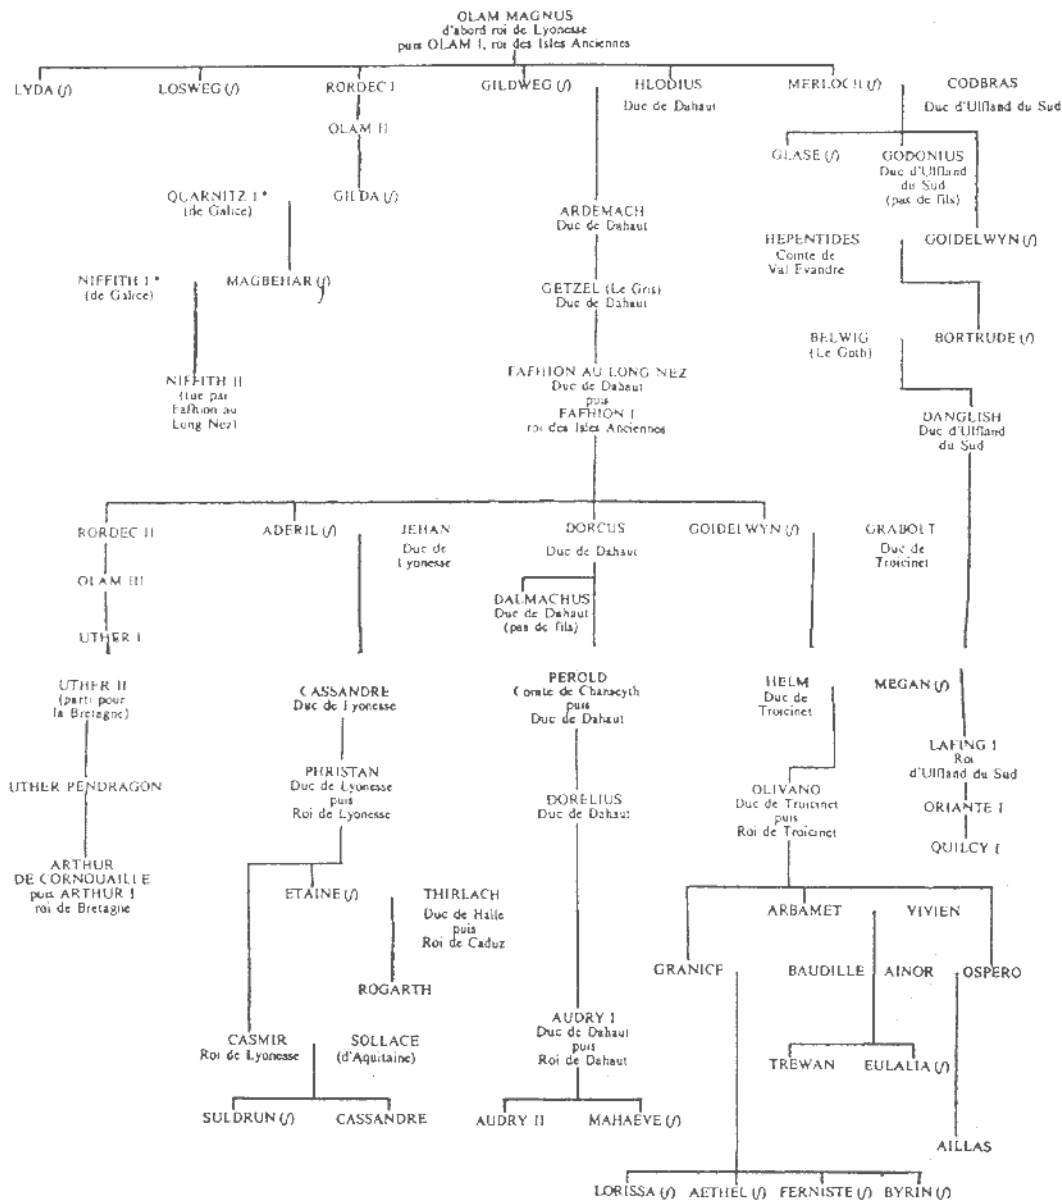 OLAM MAGNUS
d'abord roi de Lyonesse
puis OLAM I, roi des Isles Anciennes
LYDA (f)
LOSWEG (f)
RORDEC I
GILDWEG (f)
HLODIUS
Duc de Dahaut
MERLOCH (f)
CODBRAS
Duc d'Ulfland du Sud
OLAM II
GLASE (f)
GODONIUS
Duc d'Ulfland
du Sud
(pas de fils)
QUARNITZ I*
(de Galice)
GILDA (f)
ARDEMACH
Duc de Dahaut
HEPENTIDES
Comte de
Val Evandre
GOIDELWYN (f)
NIFFITH I*
(de Galice)
MAGBEHAR (f)
GETZEL (Le Gris)
Duc de Dahaut
BELWIG
(Le Goth)
BORTRUDE (f)
NIFFITH II
(tué par
Fafhion au
Long Nez)
FAFHION AU LONG NEZ
Duc de Dahaut
puis
FAFHION I
roi des Isles Anciennes
DANGLISH
Duc d'Ulfland
du Sud
RORDEC II
ADERIL (f)
JEHAN
Duc de
Lyonesse
DORCUS
Duc de Dahaut
GOIDELWYN (f)
GRABOLT
Duc de
Troicinet
OLAM III
DALMACHUS
Duc de Dahaut
(pas de fils)
UTHER I
UTHER II
(parti pour
la Bretagne)
CASSANDRE
Duc de Lyonesse
PEROLD
Comte de Chanaeyth
puis
Duc de Dahaut
HELM
Duc de
Troicinet
MEGAN (f)
LAFING I
Roi
d'Ulfland du Sud
UTHER PENDRAGON
PHRISTAN
Duc de Lyonesse
puis
Roi de Lyonesse
DORELIUS
Duc de Dahaut
OLIVANO
Duc de Troicinet
puis
Roi de Troicinet
ORIANTE I
QUILCY I
ARTHUR
DE CORNOUAILLE
puis ARTHUR I
roi de Bretagne
ETAINE (f)
THIRLACH
Duc de Halle
puis
Roi de Caduz
ARBAMET
VIVIEN
ROGARTH
GRANICE
BAUDILLE
AINOR
OSPERO
CASMIR
Roi de Lyonesse
SOLLACE
(d'Aquitaine)
AUDRY I
Duc de Dahaut
puis
Roi de Dahaut
TREWAN
EULALIA (f)
SULDRUN (f)
CASSANDRE
AUDRY II
MAHAEVE (f)
AILLAS
LORISSA (f)
AETHEL (f)
FERNISTE (f)
BYRIN (f)